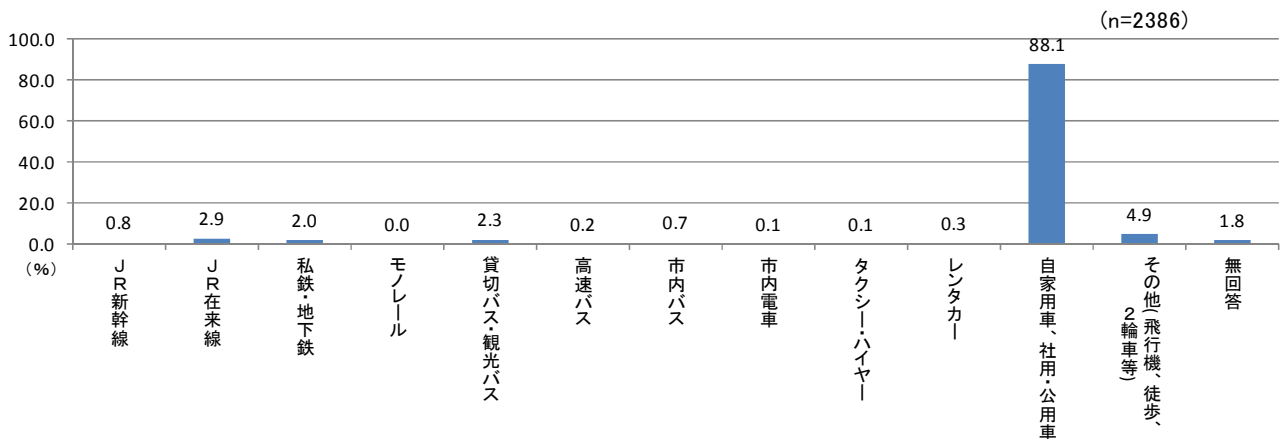 (n=2386)
100.0
80.0
60.0
40.0
20.0
0.0
(%)
0.8
2.9
2.0
0.0
2.3
0.2
0.7
0.1
0.1
0.3
88.1
4.9
1.8
JR新幹線
JR在来線
私鉄・地下鉄
モノレール
貸切バス・観光バス
高速バス
市内バス
市内電車
タクシー・ハイヤー
レンタカー
自家用車、社用・公用車
その他(飛行機、徒歩、
2輪車等)
無回答